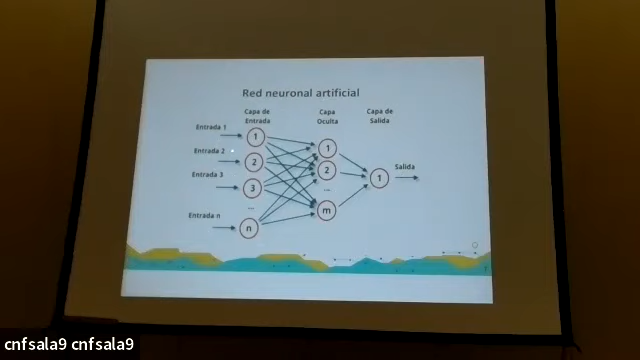 Red neuronal artificial
Capa de Entrada
Capa Oculta
Capa de Salida
Entrada 1
1
1
Entrada 2
2
2
1
Salida
Entrada 3
3
...
...
m
Entrada n
n
7
cnfsala9 cnfsala9